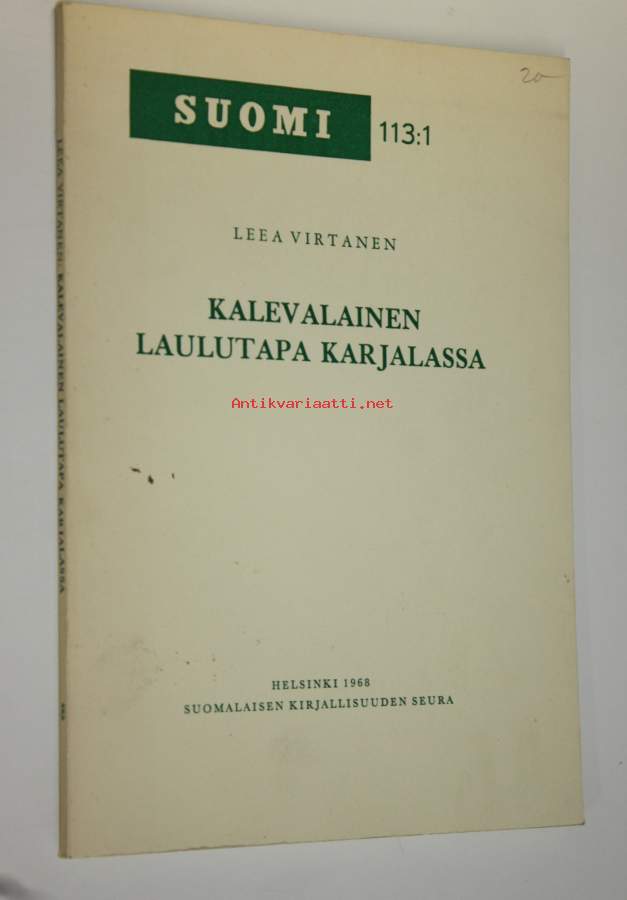 20-
SUOMI
113:1
LEEA VIRTANEN
KALEVALAINEN
LAULUTAPA KARJALASSA
Antikvariaatti.net
HELSINKI 1968
SUOMALAISEN KIRJALLISUUDEN SEURA
LEEA VIRTANEN: KALEVALAINEN LAULUTAPA KARJALASSA